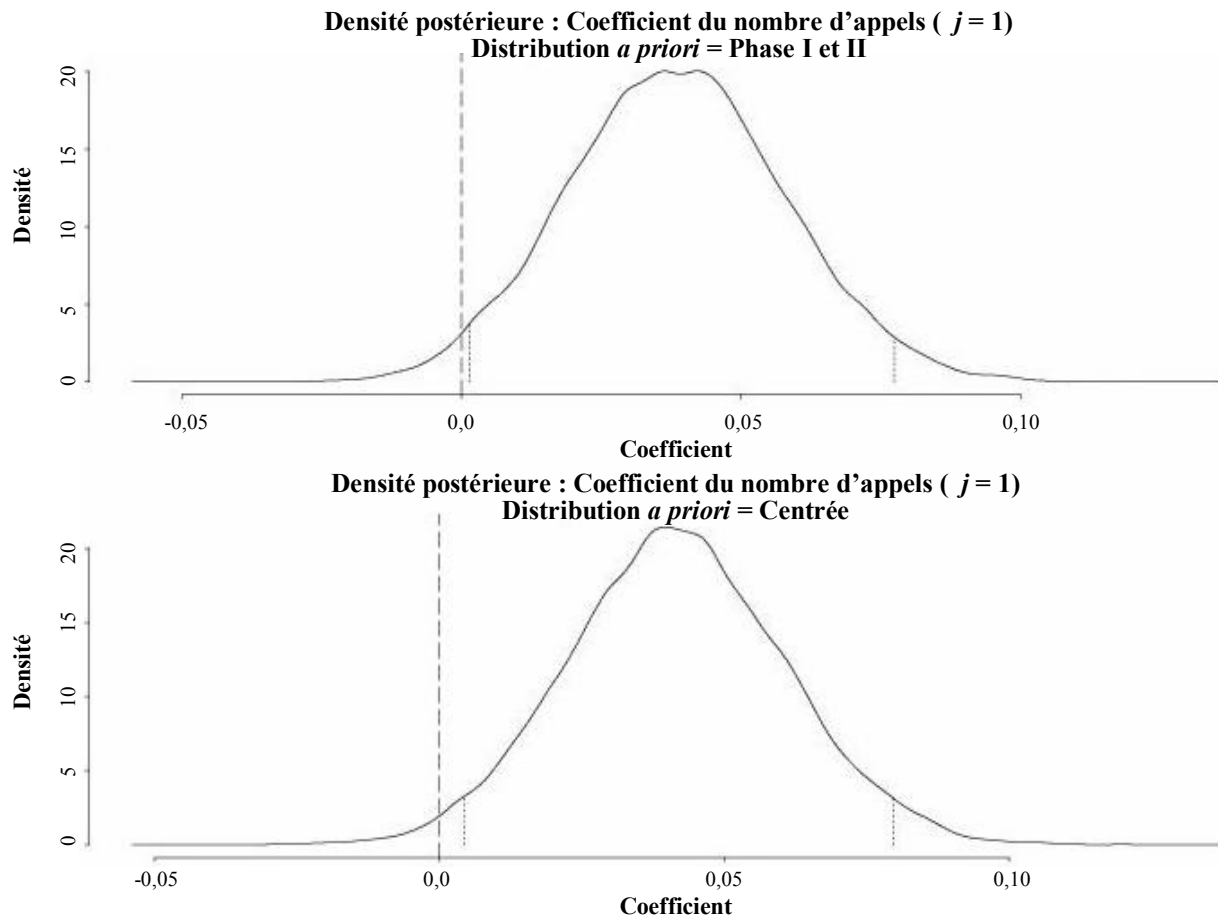 Densité postérieure : Coefficient du nombre d’appels ( j = 1)
Distribution a priori = Phase I et II
20
15
10
5
0
Densité
-0,05 0,0 0,05 0,10
Coefficient
Densité postérieure : Coefficient du nombre d’appels ( j = 1)
Distribution a priori = Centrée
20
15
10
5
0
Densité
-0,05 0,0 0,05 0,10
Coefficient